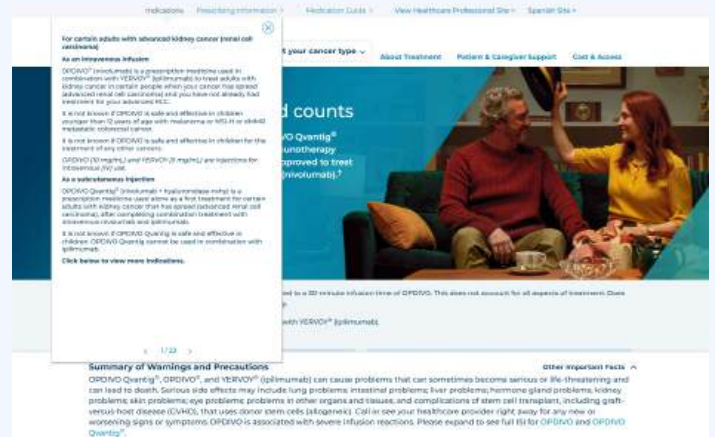 Indications
Prescribing Information
Medication Guide
View Healthcare Professional Site
Spanish Site
For certain adults with advanced kidney cancer (renal cell
carcinoma)
As an intravenous infusion
OPDIVO® (nivolumab) is a prescription medicine used in
combination with YERVOY® (ipilimumab) to treat adults with
kidney cancer in certain people when your cancer has spread
(advanced renal cell carcinoma) and you have not already had
treatment for your advanced RCC.
It is not known if OPDIVO is safe and effective in children
younger than 12 years of age with melanoma or MSI-H or dMMR
metastatic colorectal cancer.
It is not known if OPDIVO is safe and effective in children for the
treatment of any other cancers.
OPDIVO (10 mg/mL) and YERVOY (5 mg/mL) are injections for
intravenous (IV) use.
As a subcutaneous injection
OPDIVO Qvantig® (nivolumab + hyaluronidase-nvhy) is a
prescription medicine used alone as a first treatment for certain
adults with kidney cancer that has spread (advanced renal cell
carcinoma), after completing combination treatment with
intravenous nivolumab and ipilimumab.
It is not known if OPDIVO Qvantig is safe and effective in
children. OPDIVO Qvantig cannot be used in combination with
ipilimumab.
Click below to view more indications.
1 / 23
t your cancer type
About Treatment
Patient & Caregiver Support
Cost & Access
d counts
VO Qvantig®
unotherapy
pproved to treat
(nivolumab).†
ed to a 30-minute infusion time of OPDIVO. This does not account for all aspects of treatment. Does
with YERVOY® (ipilimumab).
Summary of Warnings and Precautions
Other Important Facts
OPDIVO Qvantig®, OPDIVO®, and YERVOY® (ipilimumab) can cause problems that can sometimes become serious or life-threatening and
can lead to death. Serious side effects may include lung problems; intestinal problems; liver problems; hormone gland problems; kidney
problems; skin problems; eye problems; problems in other organs and tissues; and complications of stem cell transplant, including graft-
versus-host disease (GVHD), that uses donor stem cells (allogeneic). Call or see your healthcare provider right away for any new or
worsening signs or symptoms. OPDIVO is associated with severe infusion reactions. Please expand to see full ISI for OPDIVO and OPDIVO
Qvantig®.